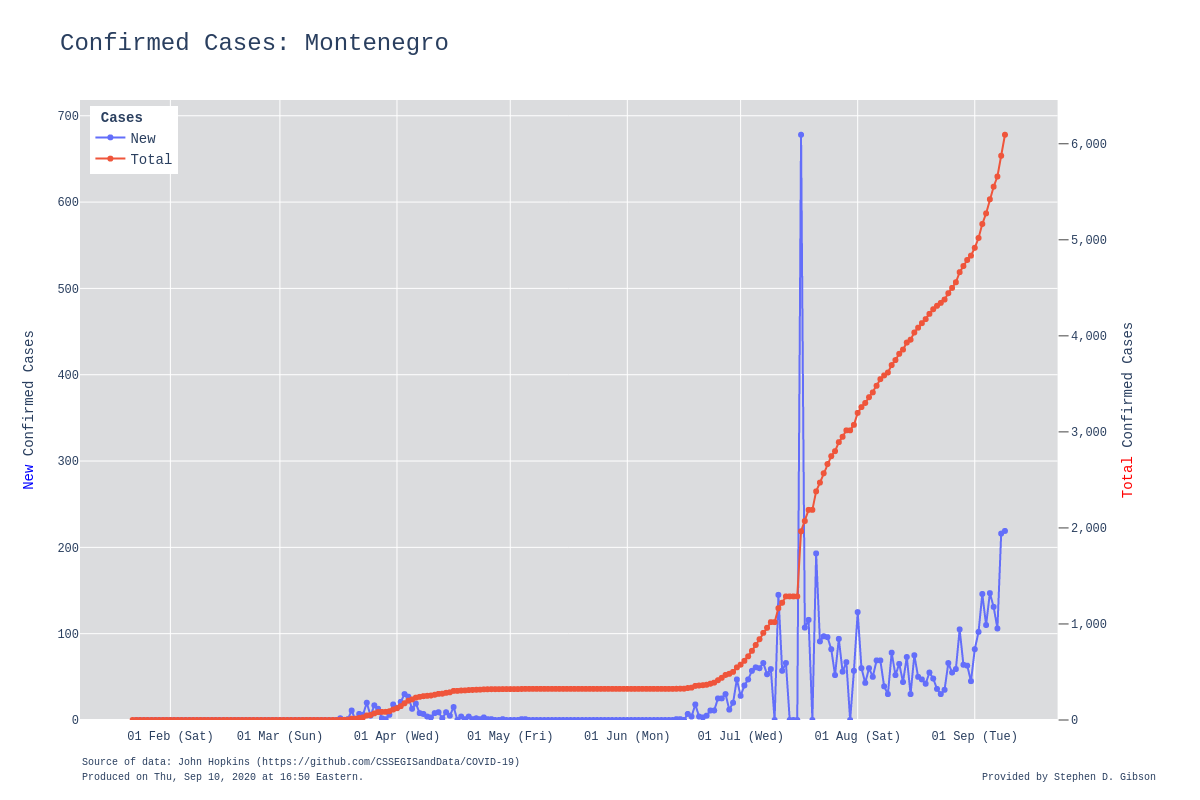 Confirmed Cases: Montenegro
Cases
New
Total
700
600
500
400
300
200
100
0
New Confirmed Cases
6,000
5,000
4,000
3,000
2,000
1,000
0
Total Confirmed Cases
01 Feb (Sat) 01 Mar (Sun) 01 Apr (Wed) 01 May (Fri) 01 Jun (Mon) 01 Jul (Wed) 01 Aug (Sat) 01 Sep (Tue)
Source of data: John Hopkins (https://github.com/CSSEGISandData/COVID-19)
Produced on Thu, Sep 10, 2020 at 16:50 Eastern.
Provided by Stephen D. Gibson